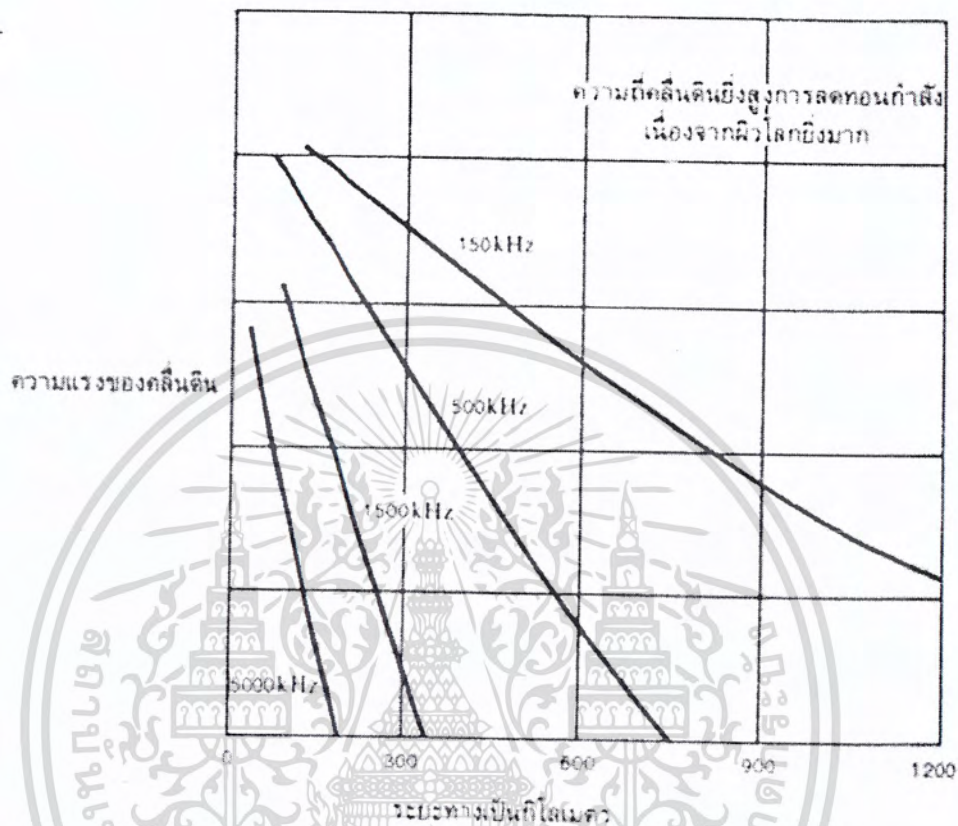 ความถี่คลื่นดินยิ่งสูงการลดทอนกำลัง
เนื่องจากผิวโลกยิ่งมาก
150kHz
ความแรงของคลื่นดิน
500kHz
1500kHz
5000kHz
0 300 600 900 1200
ระยะทางเป็นกิโลเมตร